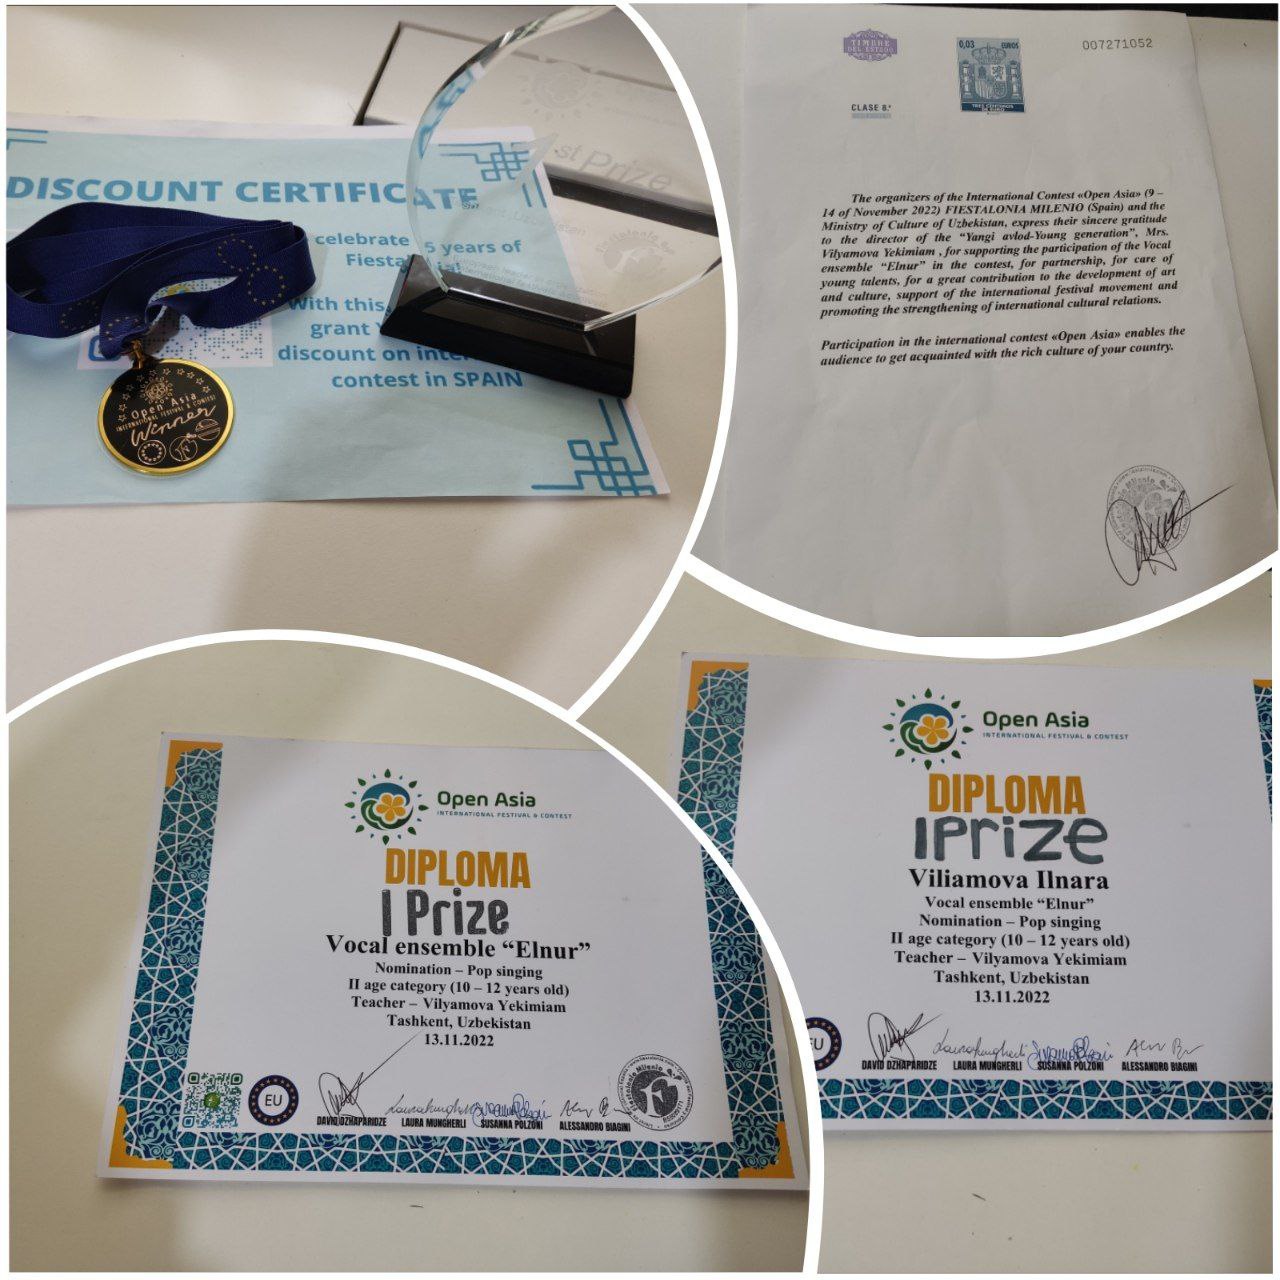 DISCOUNT CERTIFICATE
celebrate 5 years of
With this
grant
discount on
contest in SPAIN
st Prize
Open Asia
INTERNATIONAL FESTIVAL & CONTEST
Winner
TIMBRE
DEL ESTADO
0,03 EUROS
TRES CENTIMOS
DE EURO
007271052
CLASE 8.ª
The organizers of the International Contest «Open Asia» (9 –
14 of November 2022) FIESTALONIA MILENIO (Spain) and the
Ministry of Culture of Uzbekistan, express their sincere gratitude
to the director of the “Yangi avlod-Young generation”, Mrs.
Vilyamova Yekimiam , for supporting the participation of the Vocal
ensemble “Elnur” in the contest, for partnership, for care of
young talents, for a great contribution to the development of art
and culture, support of the international festival movement and
promoting the strengthening of international cultural relations.
Participation in the international contest «Open Asia» enables the
audience to get acquainted with the rich culture of your country.
Open Asia
INTERNATIONAL FESTIVAL & CONTEST
DIPLOMA
I Prize
Vocal ensemble “Elnur”
Nomination – Pop singing
II age category (10 – 12 years old)
Teacher – Vilyamova Yekimiam
Tashkent, Uzbekistan
13.11.2022
EU
DAVID DZHAPARIDZE LAURA MUNGHERLI SUSANNA POLZONI ALESSANDRO BIAGINI
Open Asia
INTERNATIONAL FESTIVAL & CONTEST
DIPLOMA
I Prize
Viliamova Ilnara
Vocal ensemble “Elnur”
Nomination – Pop singing
II age category (10 – 12 years old)
Teacher – Vilyamova Yekimiam
Tashkent, Uzbekistan
13.11.2022
EU
DAVID DZHAPARIDZE LAURA MUNGHERLI SUSANNA POLZONI ALESSANDRO BIAGINI